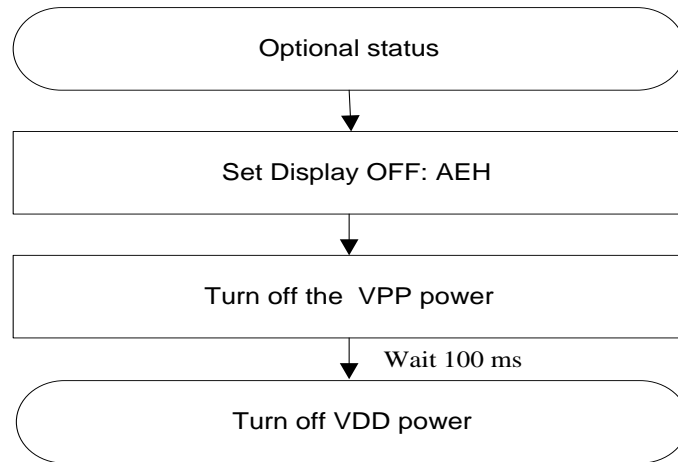 Optional status
Set Display OFF: AEH
Turn off the VPP power
Wait 100 ms
Turn off VDD power